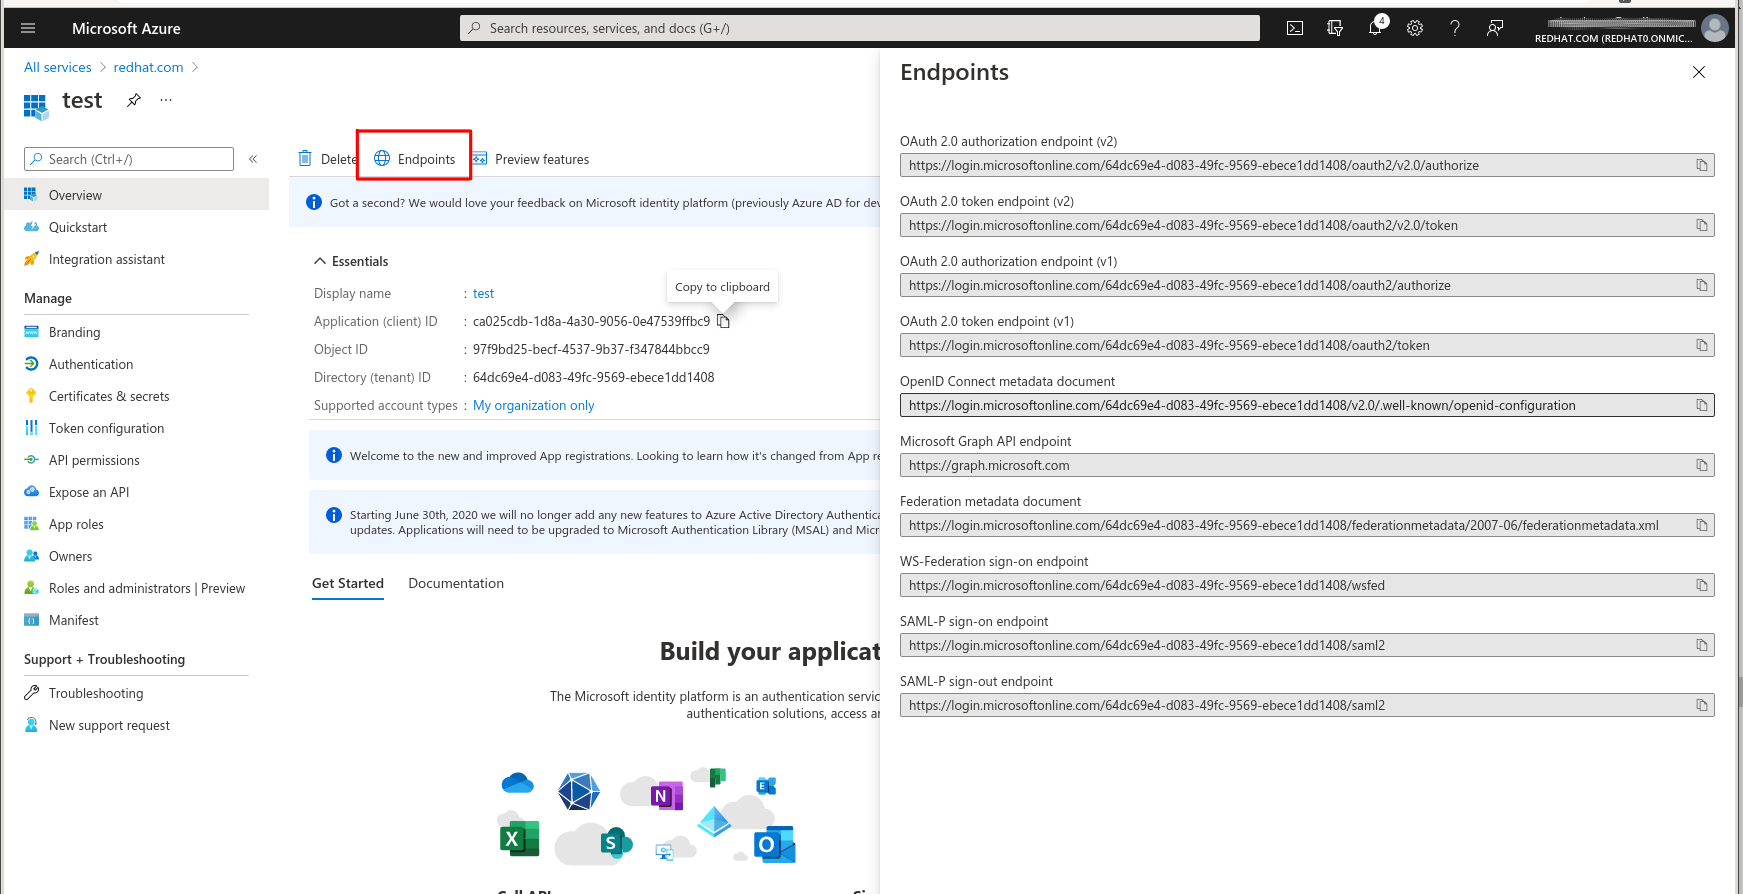 Microsoft Azure
Search resources, services, and docs (G+/)
4
REDHAT.COM (REDHAT0.ONMIC...
All services > redhat.com >
test
...
Search (Ctrl+/)
«
Overview
Quickstart
Integration assistant
Manage
Branding
Authentication
Certificates & secrets
Token configuration
API permissions
Expose an API
App roles
Owners
Roles and administrators | Preview
Manifest
Support + Troubleshooting
Troubleshooting
New support request
Delete
Endpoints
Preview features
Got a second? We would love your feedback on Microsoft identity platform (previously Azure AD for dev
Essentials
Copy to clipboard
Display name : test
Application (client) ID : ca025cdb-1d8a-4a30-9056-0e47539ffbc9
Object ID : 97f9bd25-becf-4537-9b37-f347844bbcc9
Directory (tenant) ID : 64dc69e4-d083-49fc-9569-ebece1dd1408
Supported account types : My organization only
Welcome to the new and improved App registrations. Looking to learn how it's changed from App re
Starting June 30th, 2020 we will no longer add any new features to Azure Active Directory Authentica
updates. Applications will need to be upgraded to Microsoft Authentication Library (MSAL) and Micr
Get Started
Documentation
Build your applicat
The Microsoft identity platform is an authentication servic
authentication solutions, access an
N
E
X
S
O
Call API
Endpoints
OAuth 2.0 authorization endpoint (v2)
https://login.microsoftonline.com/64dc69e4-d083-49fc-9569-ebece1dd1408/oauth2/v2.0/authorize
OAuth 2.0 token endpoint (v2)
https://login.microsoftonline.com/64dc69e4-d083-49fc-9569-ebece1dd1408/oauth2/v2.0/token
OAuth 2.0 authorization endpoint (v1)
https://login.microsoftonline.com/64dc69e4-d083-49fc-9569-ebece1dd1408/oauth2/authorize
OAuth 2.0 token endpoint (v1)
https://login.microsoftonline.com/64dc69e4-d083-49fc-9569-ebece1dd1408/oauth2/token
OpenID Connect metadata document
https://login.microsoftonline.com/64dc69e4-d083-49fc-9569-ebece1dd1408/v2.0/.well-known/openid-configuration
Microsoft Graph API endpoint
https://graph.microsoft.com
Federation metadata document
https://login.microsoftonline.com/64dc69e4-d083-49fc-9569-ebece1dd1408/federationmetadata/2007-06/federationmetadata.xml
WS-Federation sign-on endpoint
https://login.microsoftonline.com/64dc69e4-d083-49fc-9569-ebece1dd1408/wsfed
SAML-P sign-on endpoint
https://login.microsoftonline.com/64dc69e4-d083-49fc-9569-ebece1dd1408/saml2
SAML-P sign-out endpoint
https://login.microsoftonline.com/64dc69e4-d083-49fc-9569-ebece1dd1408/saml2